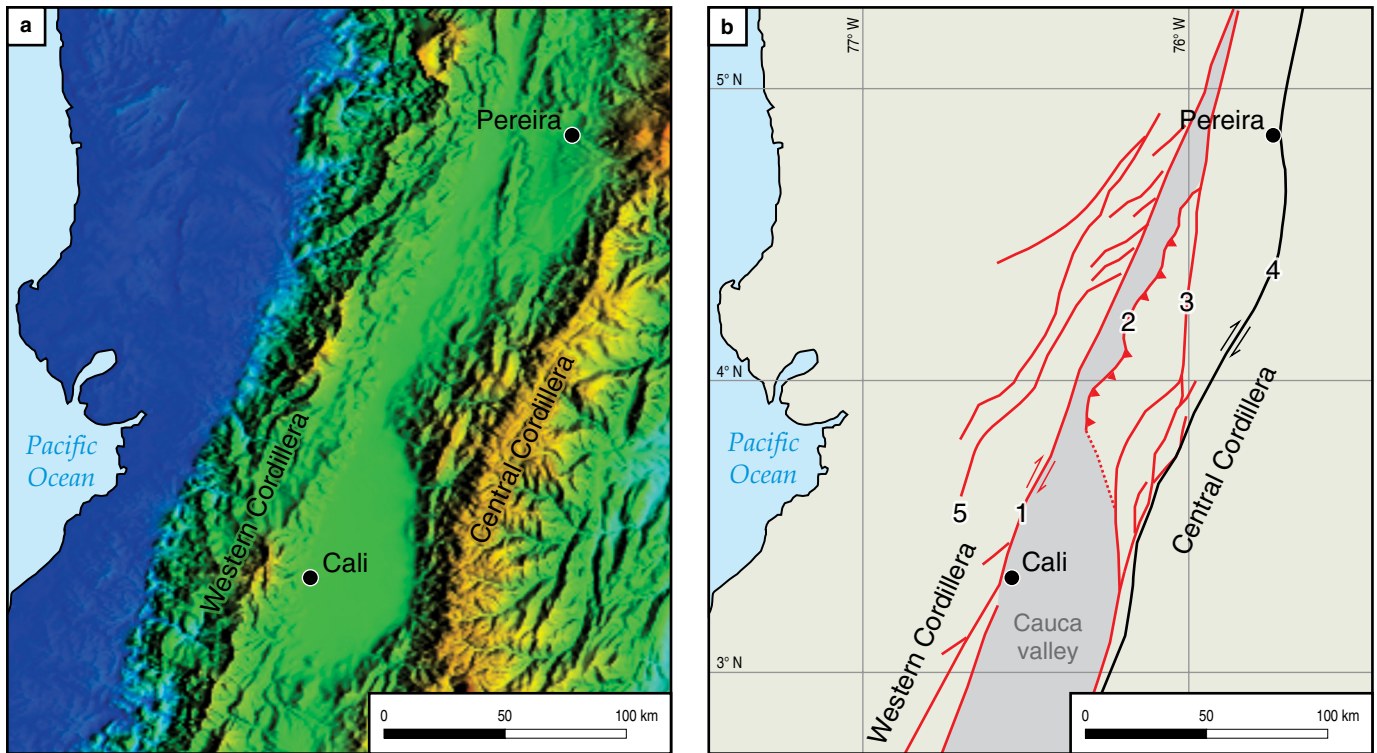 a
Pereira
Pacific
Ocean
Western Cordillera
Central Cordillera
Cali
0
50
100 km
b
77° W
76° W
5° N
Pereira
4
3
2
4° N
Pacific
Ocean
5
1
Central Cordillera
Cali
Western Cordillera
Cauca
valley
3° N
0
50
100 km